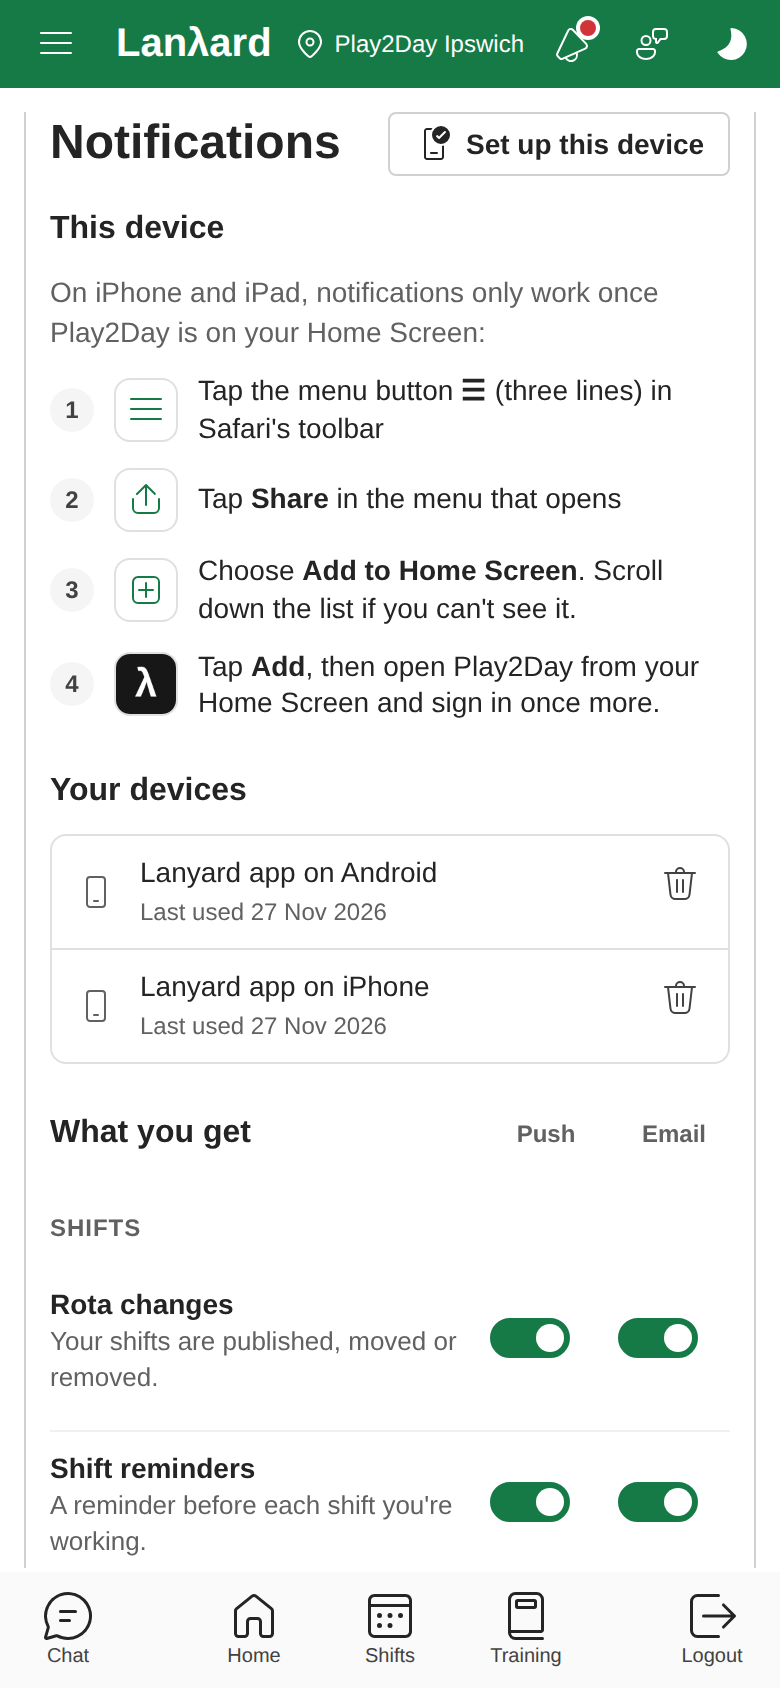 Lanλard
Play2Day Ipswich
Notifications
Set up this device
This device
On iPhone and iPad, notifications only work once
Play2Day is on your Home Screen:
1
Tap the menu button ☰ (three lines) in
Safari's toolbar
2
Tap Share in the menu that opens
3
Choose Add to Home Screen. Scroll
down the list if you can't see it.
4
λ
Tap Add, then open Play2Day from your
Home Screen and sign in once more.
Your devices
Lanyard app on Android
Last used 27 Nov 2026
Lanyard app on iPhone
Last used 27 Nov 2026
What you get
Push
Email
SHIFTS
Rota changes
Your shifts are published, moved or
removed.
Shift reminders
A reminder before each shift you're
working.
Chat
Home
Shifts
Training
Logout